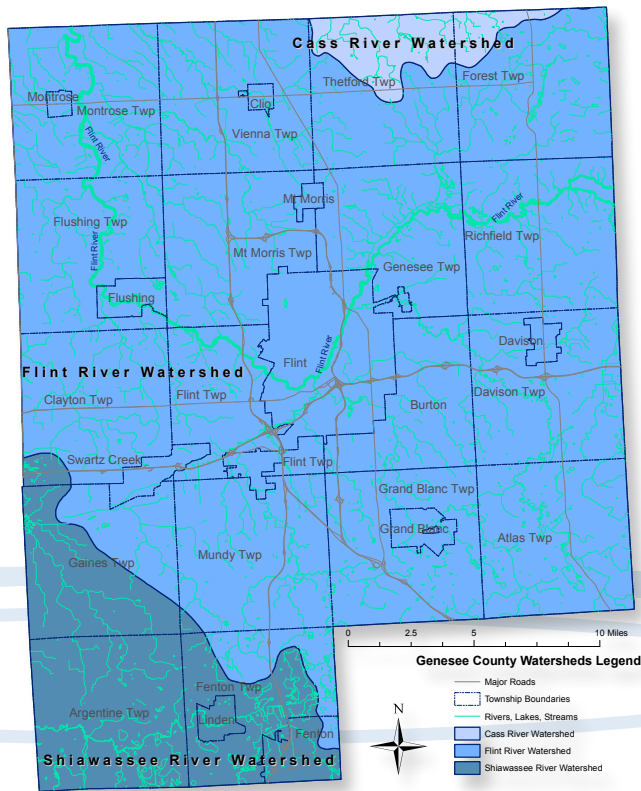 Cass River Watershed
Thetford Twp
Forest Twp
Montrose
Montrose Twp
Clio
Vienna Twp
Flint River
Mt Morris
Flint River
Flushing Twp
Richfield Twp
Flint River
Mt Morris Twp
Genesee Twp
Flushing
Flint River
Davison
Flint
Flint River Watershed
Clayton Twp
Flint Twp
Davison Twp
Burton
Swartz Creek
Flint Twp
Grand Blanc Twp
Grand Blanc
Atlas Twp
Gaines Twp
Mundy Twp
0 2.5 5 10 Miles
Genesee County Watersheds Legend
Major Roads
Township Boundaries
Rivers, Lakes, Streams
Cass River Watershed
Flint River Watershed
Shiawassee River Watershed
N
Fenton Twp
Argentine Twp
Linden
Fenton
Shiawassee River Watershed